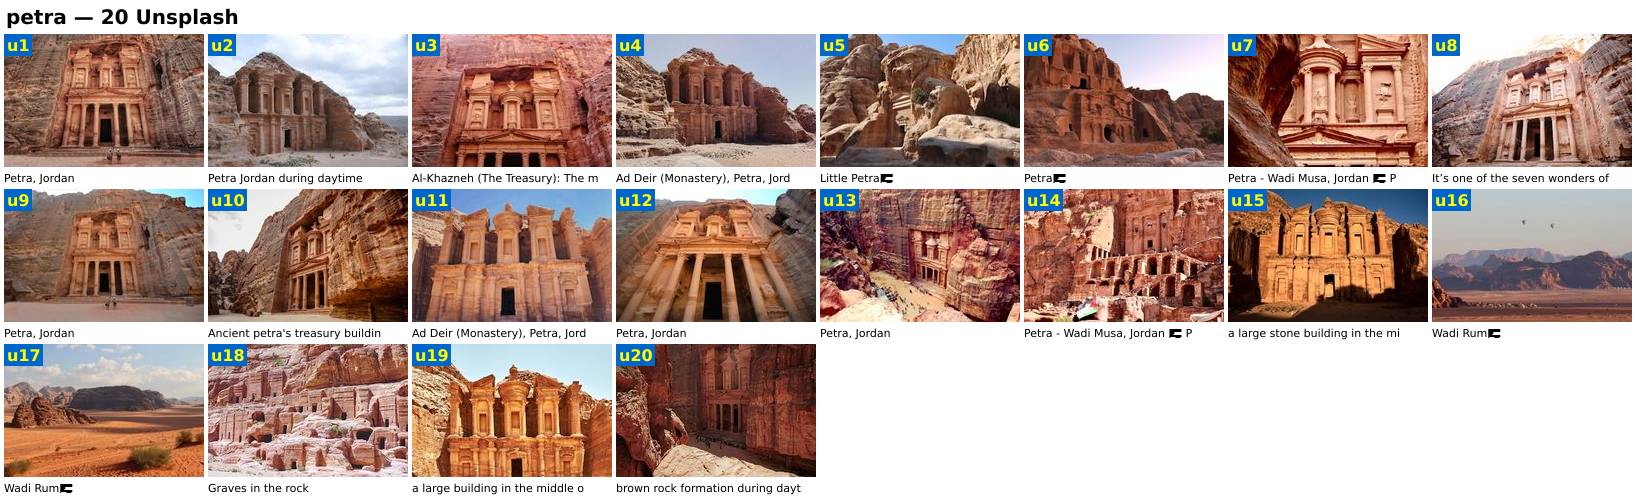 petra — 20 Unsplash
u1
u2
u3
u4
u5
u6
u7
u8
Petra, Jordan
Petra Jordan during daytime
Al-Khazneh (The Treasury): The m
Ad Deir (Monastery), Petra, Jord
Little Petra
Petra
Petra - Wadi Musa, Jordan P
It’s one of the seven wonders of
u9
u10
u11
u12
u13
u14
u15
u16
Petra, Jordan
Ancient petra's treasury buildin
Ad Deir (Monastery), Petra, Jord
Petra, Jordan
Petra, Jordan
Petra - Wadi Musa, Jordan P
a large stone building in the mi
Wadi Rum
u17
u18
u19
u20
Wadi Rum
Graves in the rock
a large building in the middle o
brown rock formation during dayt